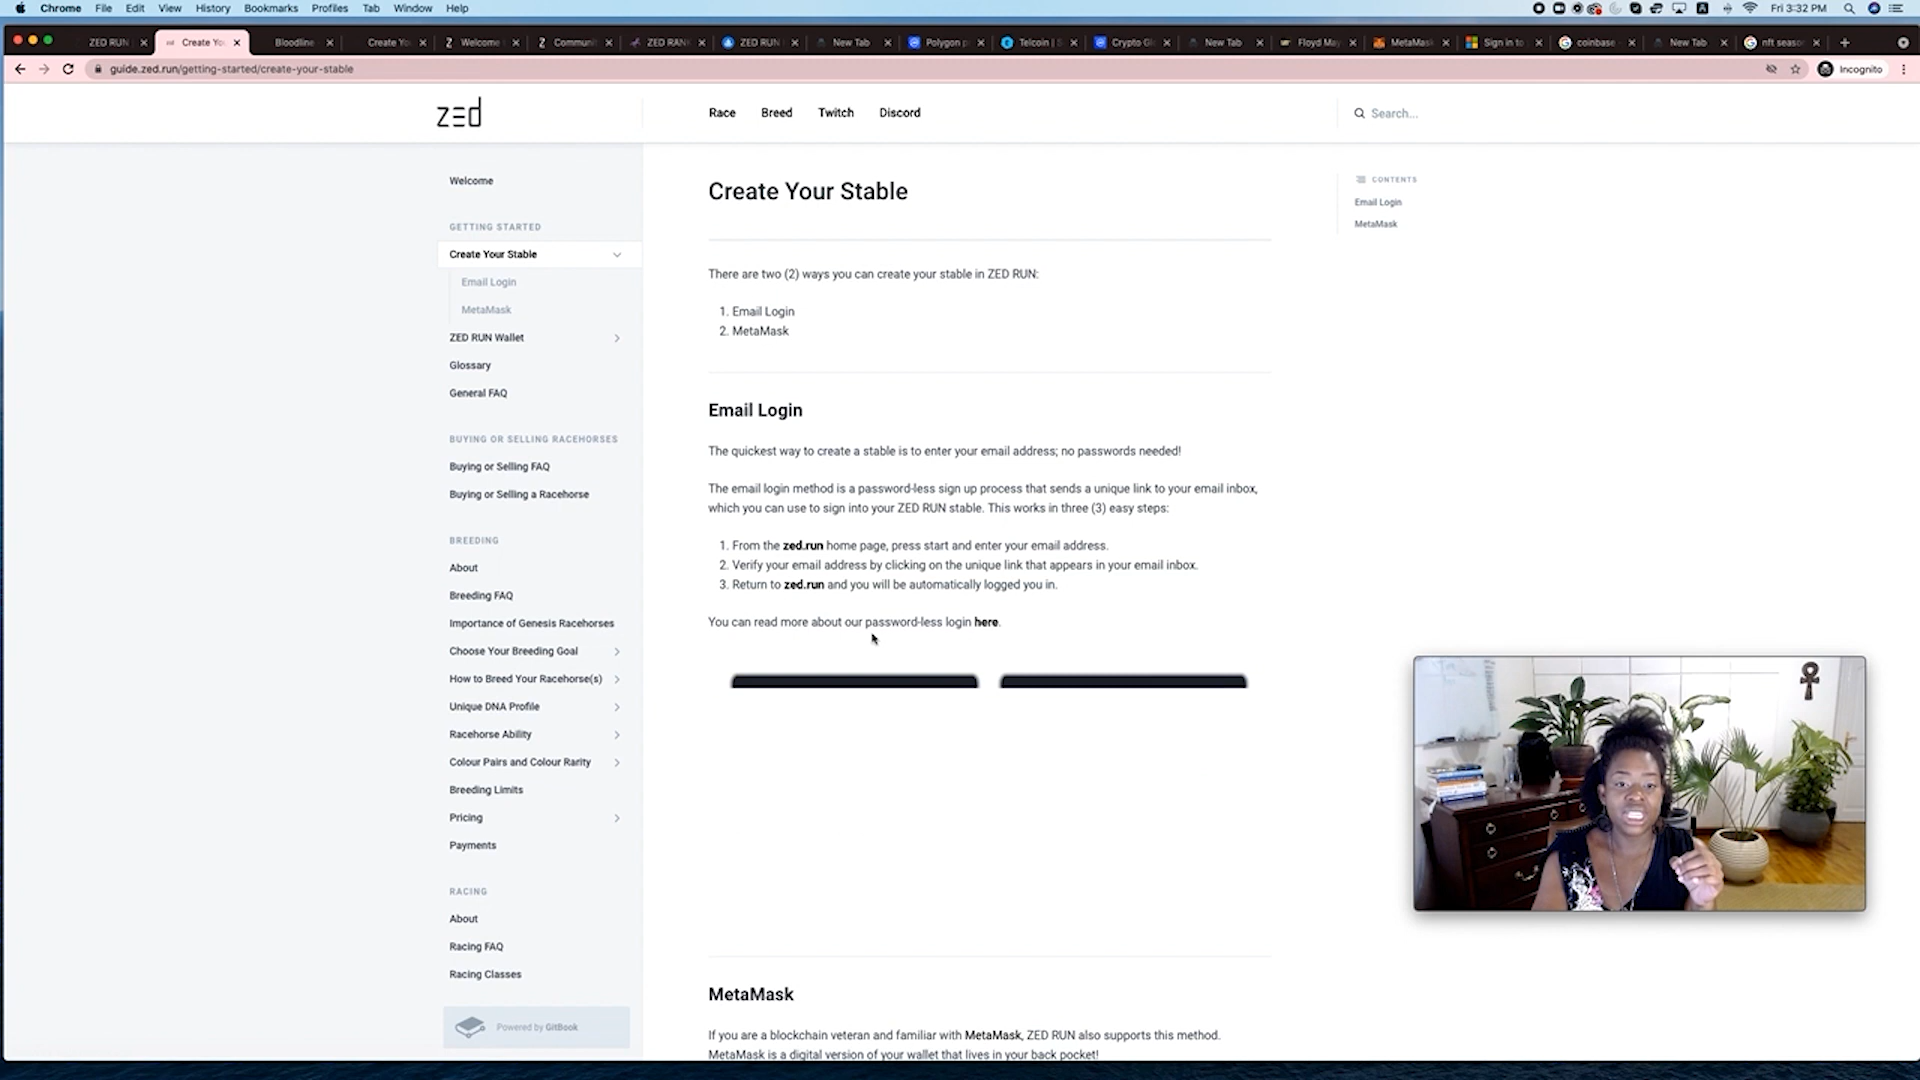 Chrome File Edit View History Bookmarks Profiles Tab Window Help
Fri 3:32 PM
ZED RUN
Create Yo
Bloodline
Create Yo
Welcome
Communi
ZED RAN
ZED RUN
New Tab
Polygon p
Telcoin | S
Crypto Gl
New Tab
Floyd May
MetaMask
Sign in to
coinbase
New Tab
nft seaso
guide.zed.run/getting-started/create-your-stable
Incognito
zed
Race Breed Twitch Discord
Search...
Welcome
GETTING STARTED
Create Your Stable
Email Login
MetaMask
ZED RUN Wallet
Glossary
General FAQ
BUYING OR SELLING RACEHORSES
Buying or Selling FAQ
Buying or Selling a Racehorse
BREEDING
About
Breeding FAQ
Importance of Genesis Racehorses
Choose Your Breeding Goal
How to Breed Your Racehorse(s)
Unique DNA Profile
Racehorse Ability
Colour Pairs and Colour Rarity
Breeding Limits
Pricing
Payments
RACING
About
Racing FAQ
Racing Classes
Powered by GitBook
Create Your Stable
There are two (2) ways you can create your stable in ZED RUN:
1. Email Login
2. MetaMask
Email Login
The quickest way to create a stable is to enter your email address; no passwords needed!
The email login method is a password-less sign up process that sends a unique link to your email inbox,
which you can use to sign into your ZED RUN stable. This works in three (3) easy steps:
1. From the zed.run home page, press start and enter your email address.
2. Verify your email address by clicking on the unique link that appears in your email inbox.
3. Return to zed.run and you will be automatically logged you in.
You can read more about our password-less login here.
MetaMask
If you are a blockchain veteran and familiar with MetaMask, ZED RUN also supports this method.
MetaMask is a digital version of your wallet that lives in your back pocket!
CONTENTS
Email Login
MetaMask